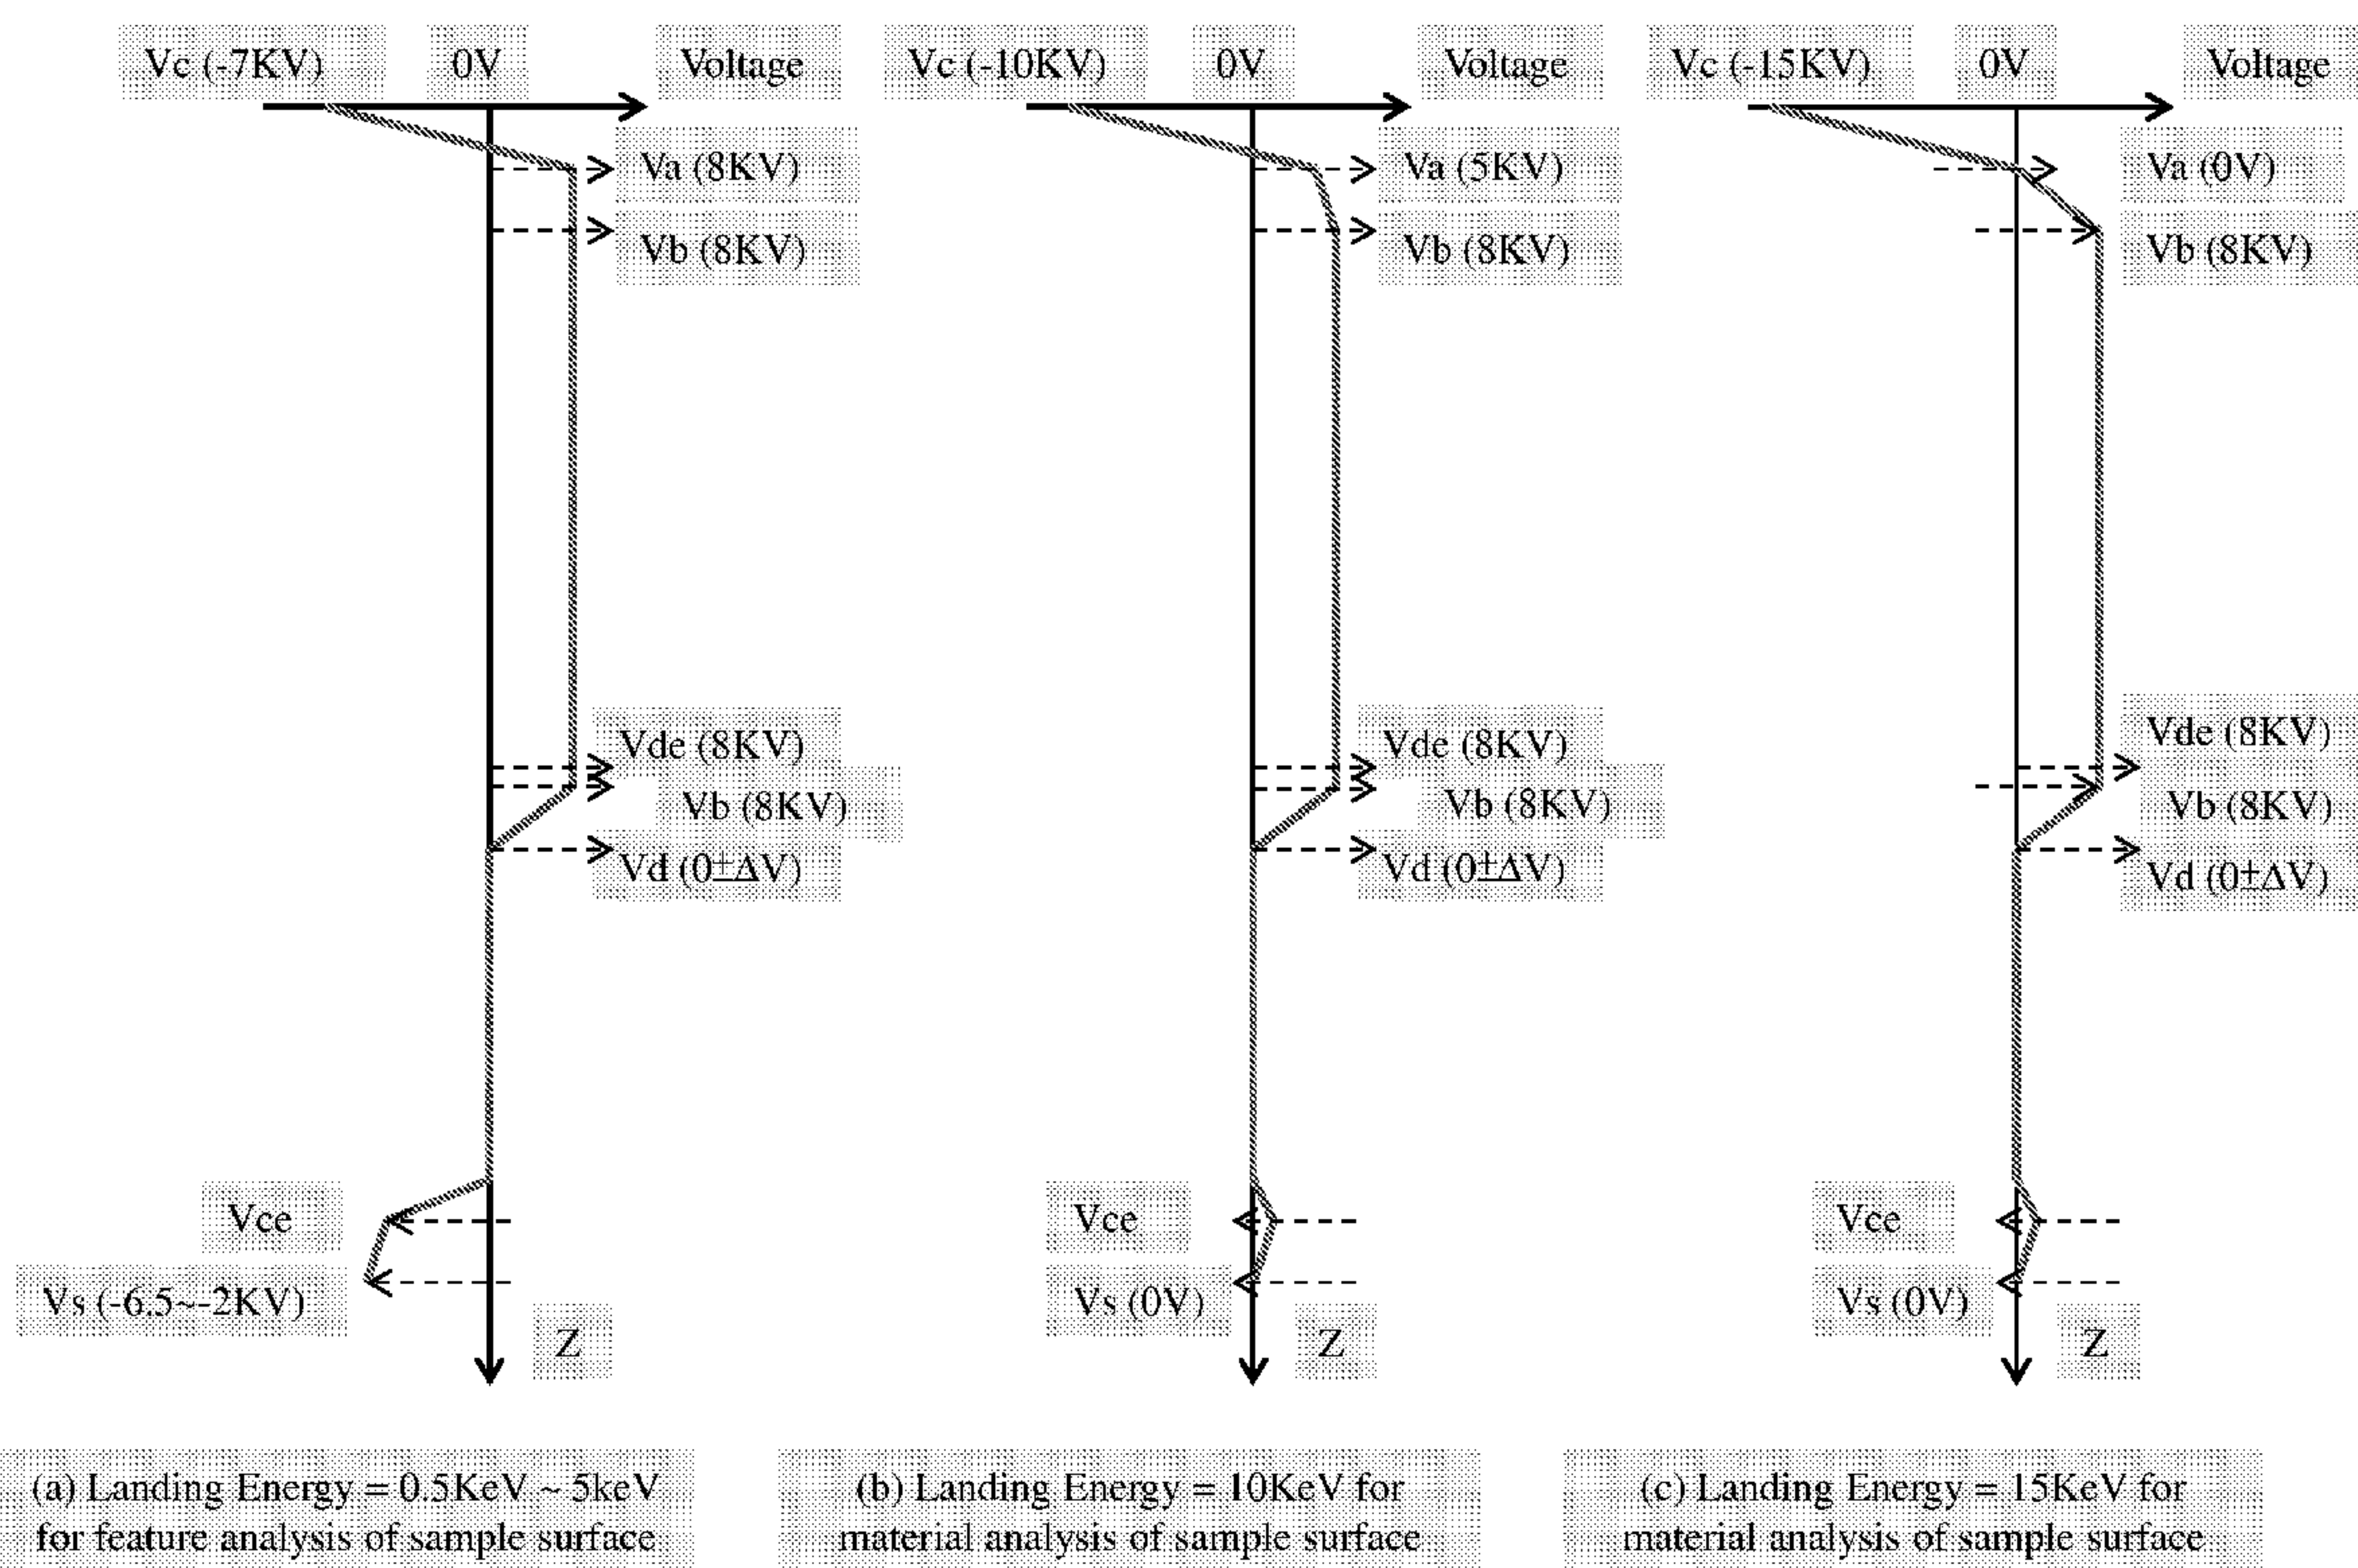 Vc (-7KV) 0V Voltage
Va (8KV)
Vb (8KV)
Vde (8KV)
Vb (8KV)
Vd (0±ΔV)
Vce
Vs (-6.5~-2KV)
Z
(a) Landing Energy = 0.5KeV ~ 5keV
for feature analysis of sample surface
Vc (-10KV) 0V Voltage
Va (5KV)
Vb (8KV)
Vde (8KV)
Vb (8KV)
Vd (0±ΔV)
Vce
Vs (0V)
Z
(b) Landing Energy = 10KeV for
material analysis of sample surface
Vc (-15KV) 0V Voltage
Va (0V)
Vb (8KV)
Vde (8KV)
Vb (8KV)
Vd (0±ΔV)
Vce
Vs (0V)
Z
(c) Landing Energy = 15KeV for
material analysis of sample surface